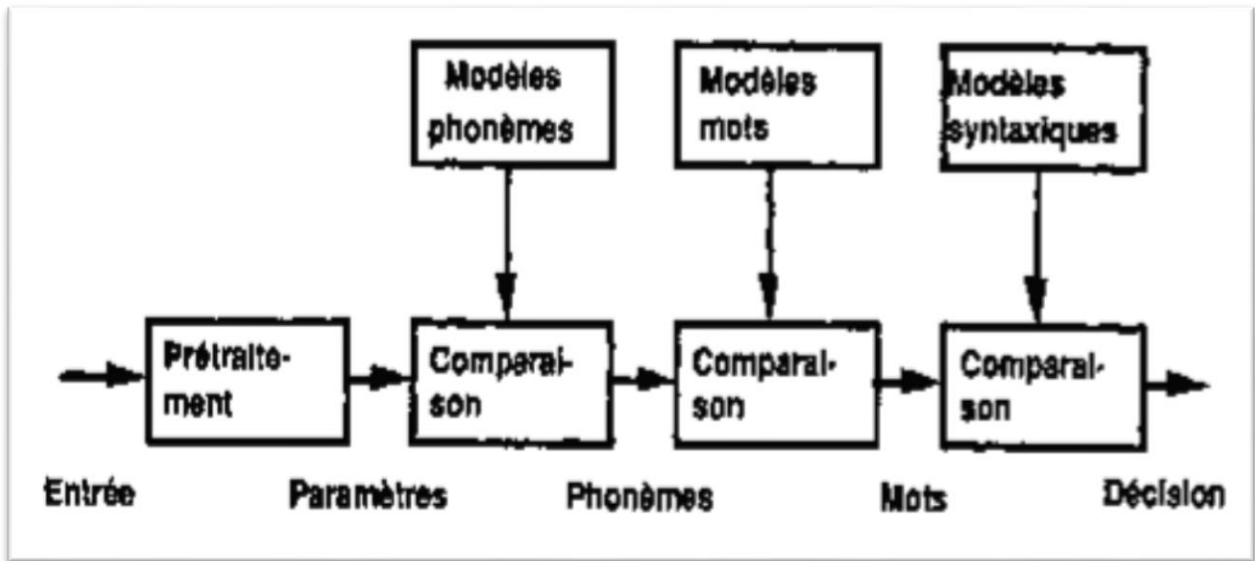 Modèles
phonèmes
Modèles
mots
Modèles
syntaxiques
Prétraite-
ment
Comparai-
son
Comparai-
son
Comparai-
son
Entrée
Paramètres
Phonèmes
Mots
Décision